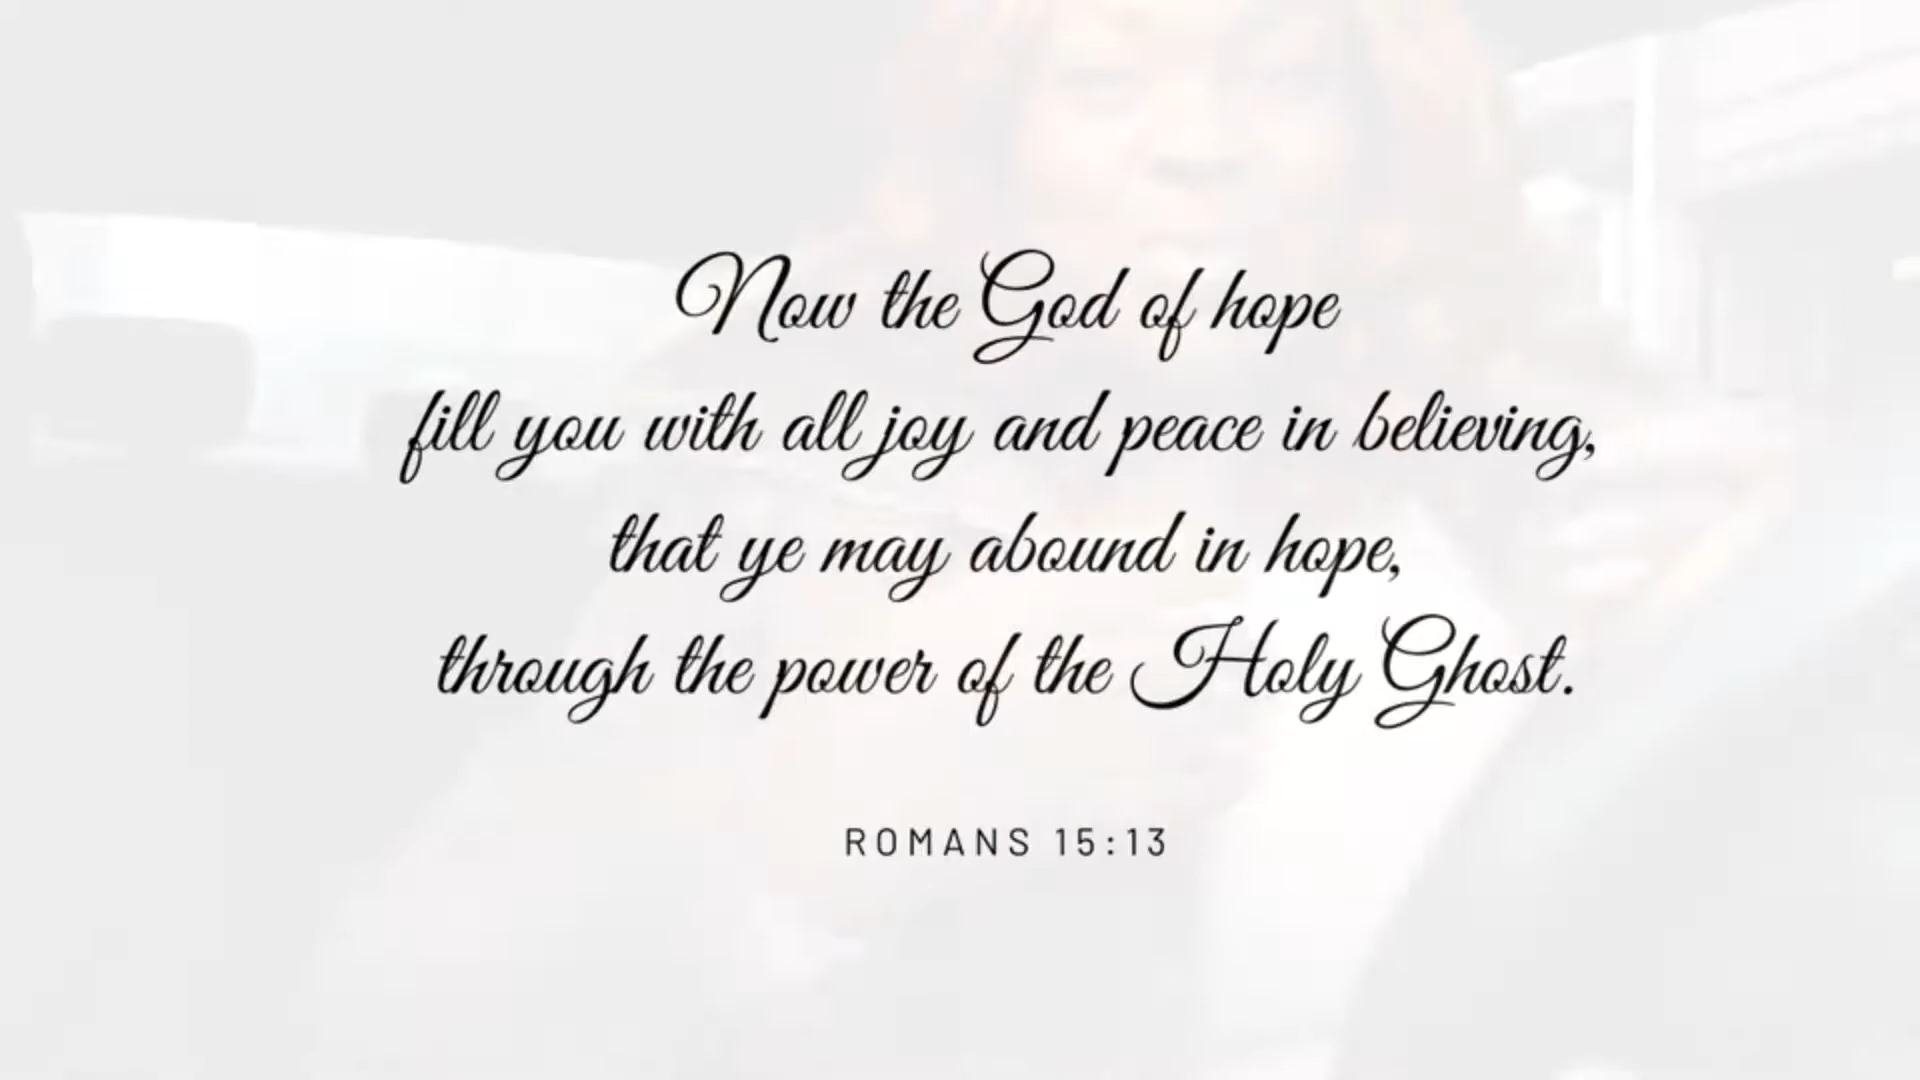 Now the God of hope
fill you with all joy and peace in believing,
that ye may abound in hope,
through the power of the Holy Ghost.
ROMANS 15:13